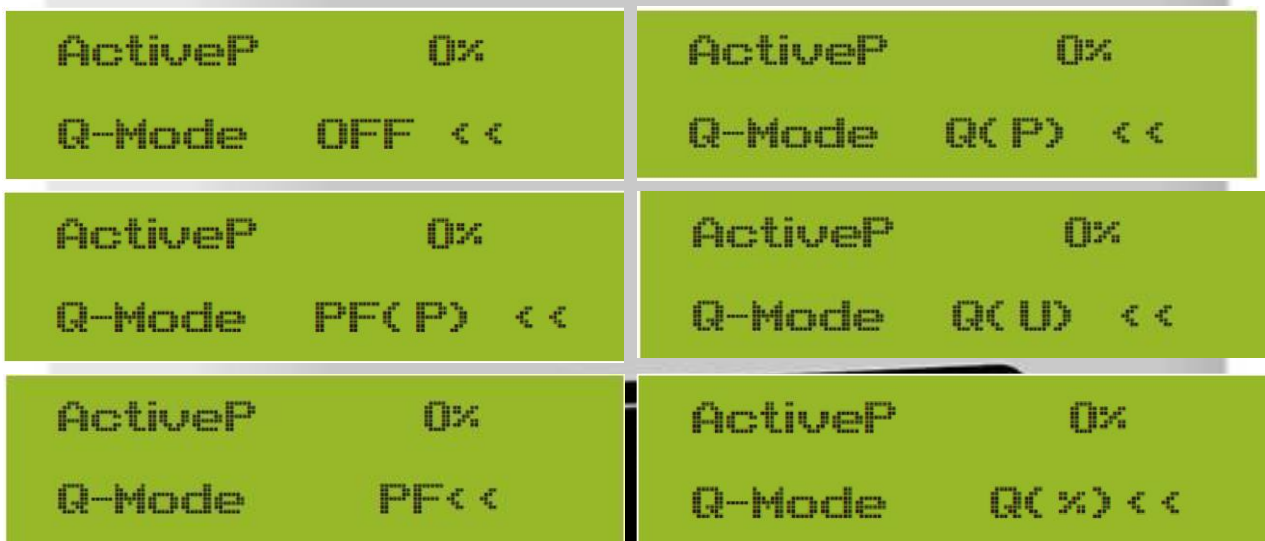 ActiveP 0%
Q-Mode OFF <<
ActiveP 0%
Q-Mode Q(P) <<
ActiveP 0%
Q-Mode PF(P) <<
ActiveP 0%
Q-Mode Q(U) <<
ActiveP 0%
Q-Mode PF<<
ActiveP 0%
Q-Mode Q(%)<<